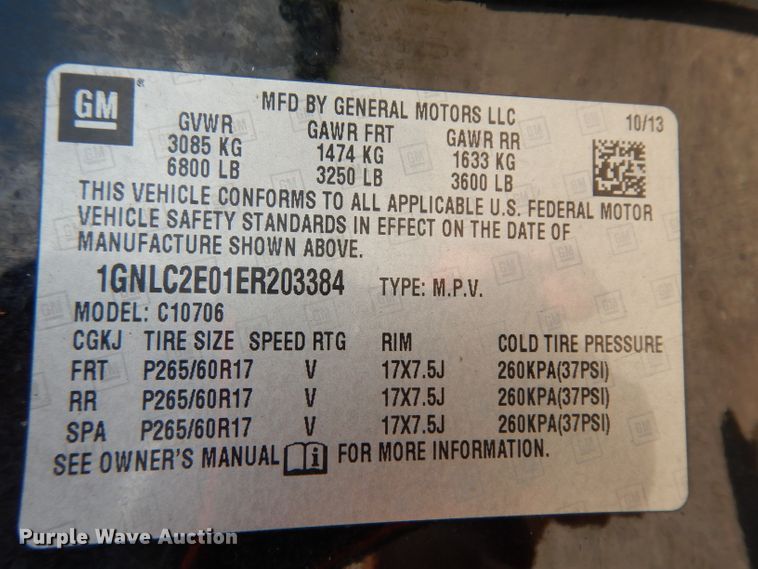 GM ®
MFD BY GENERAL MOTORS LLC 10/13
GVWR GAWR FRT GAWR RR
3085 KG 1474 KG 1633 KG
6800 LB 3250 LB 3600 LB
THIS VEHICLE CONFORMS TO ALL APPLICABLE U.S. FEDERAL MOTOR
VEHICLE SAFETY STANDARDS IN EFFECT ON THE DATE OF
MANUFACTURE SHOWN ABOVE.
1GNLC2E01ER203384 TYPE: M.P.V.
MODEL: C10706
CGKJ TIRE SIZE SPEED RTG RIM COLD TIRE PRESSURE
FRT P265/60R17 V 17X7.5J 260KPA(37PSI)
RR P265/60R17 V 17X7.5J 260KPA(37PSI)
SPA P265/60R17 V 17X7.5J 260KPA(37PSI)
SEE OWNER'S MANUAL i FOR MORE INFORMATION.
Purple Wave Auction